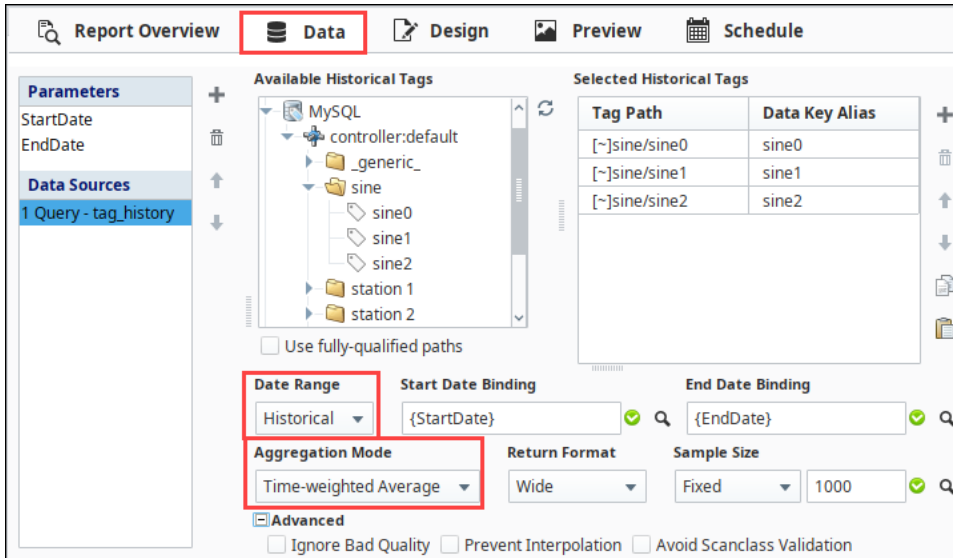 Report Overview Data Design Preview Schedule
Available Historical Tags Selected Historical Tags
Parameters
StartDate
EndDate
Data Sources
1 Query - tag_history
MySQL
controller:default
_generic_
sine
sine0
sine1
sine2
station 1
station 2
Use fully-qualified paths
Tag Path Data Key Alias
[~]sine/sine0 sine0
[~]sine/sine1 sine1
[~]sine/sine2 sine2
Date Range Start Date Binding End Date Binding
Historical {StartDate} {EndDate}
Aggregation Mode Return Format Sample Size
Time-weighted Average Wide Fixed 1000
Advanced
Ignore Bad Quality Prevent Interpolation Avoid Scanclass Validation